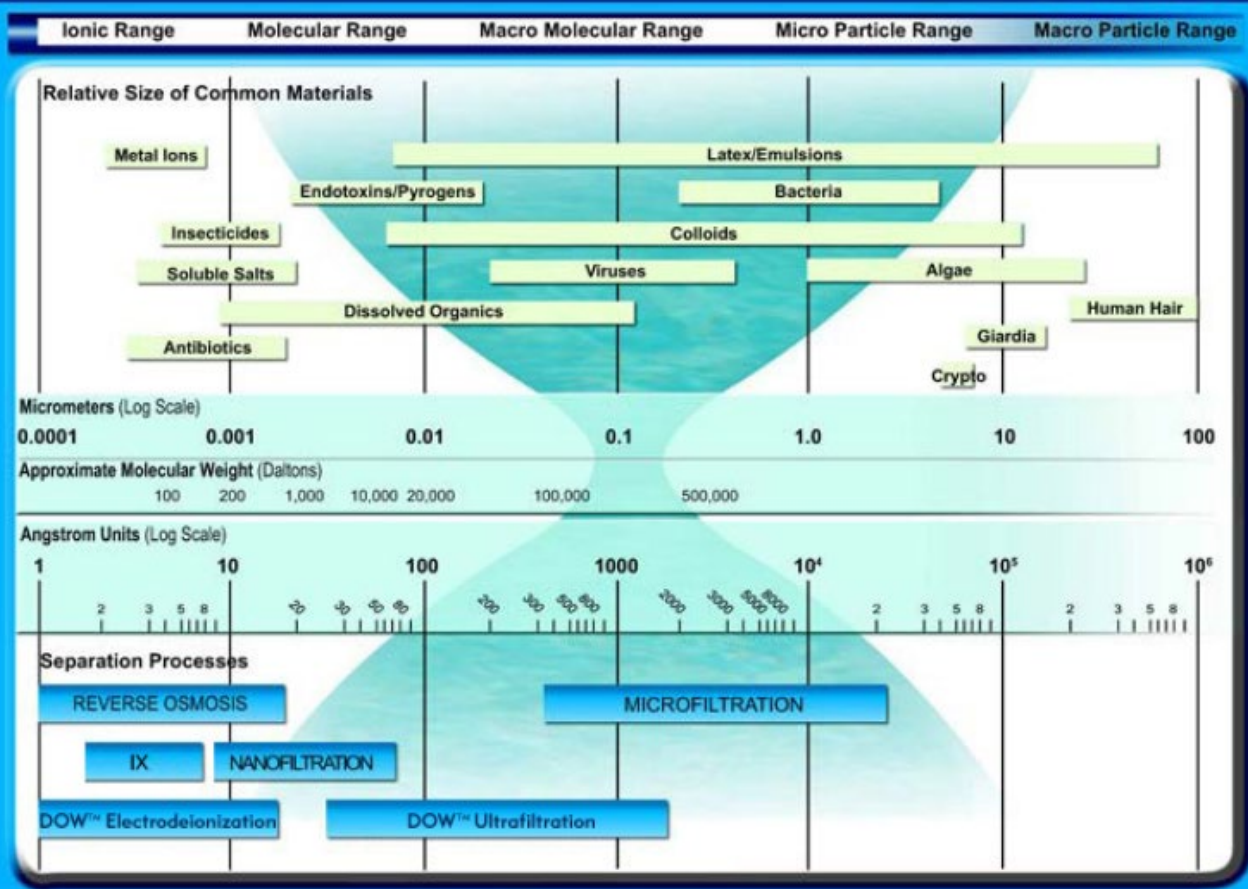 Ionic Range Molecular Range Macro Molecular Range Micro Particle Range Macro Particle Range
Relative Size of Common Materials
Metal Ions Latex/Emulsions
Endotoxins/Pyrogens Bacteria
Insecticides Colloids
Soluble Salts Viruses Algae
Dissolved Organics Human Hair
Giardia
Antibiotics
Crypto
Micrometers (Log Scale)
0.0001 0.001 0.01 0.1 1.0 10 100
Approximate Molecular Weight (Daltons)
100 200 1,000 10,000 20,000 100,000 500,000
Angstrom Units (Log Scale)
1 10 100 1000 10⁴ 10⁵ 10⁶
2 3 5 8 20 30 50 80 200 300 500 800 2000 3000 5000 8000 2 3 5 8 2 3 5 8
Separation Processes
REVERSE OSMOSIS MICROFILTRATION
IX NANOFILTRATION
DOW™ Electrodeionization DOW™ Ultrafiltration